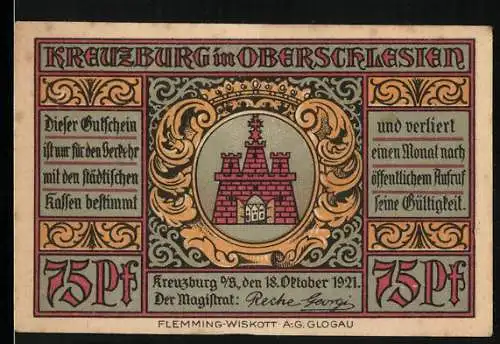 KREUZBURG in OBERSCHLESIEN
Dieser Gutschein
ist nur für den Verkehr
mit den städtischen
Kassen bestimmt
und verliert
einen Monat nach
öffentlichem Aufruf
seine Gültigkeit.
75 Pf
75 Pf
Kreuzburg O/S., den 18. Oktober 1921.
Der Magistrat: Reche Georgi
FLEMMING-WISKOTT A.G. GLOGAU